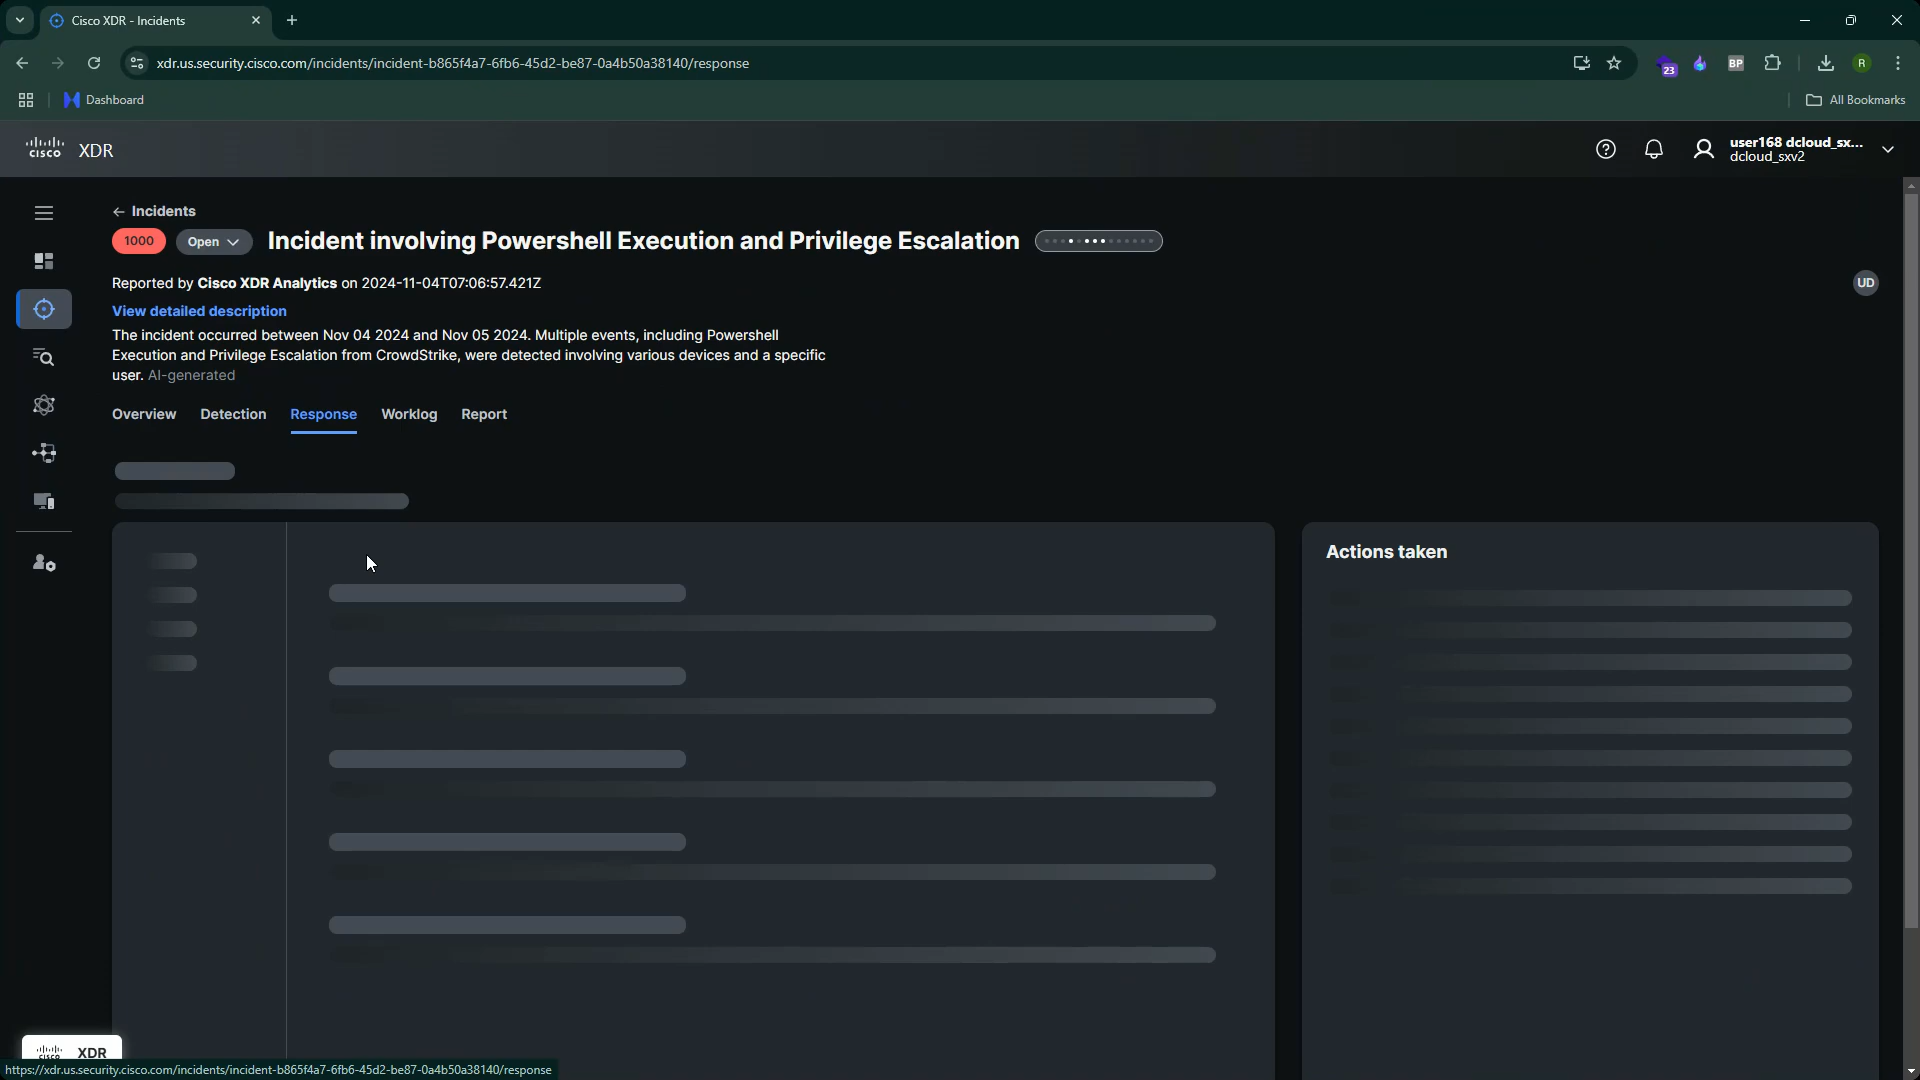 Cisco XDR - Incidents
xdr.us.security.cisco.com/incidents/incident-b865f4a7-6fb6-45d2-be87-0a4b50a38140/response
23
BP
R
Dashboard
All Bookmarks
CISCO
XDR
user168 dcloud_sx...
dcloud_sxv2
Incidents
1000
Open
Incident involving Powershell Execution and Privilege Escalation
Reported by Cisco XDR Analytics on 2024-11-04T07:06:57.421Z
UD
View detailed description
The incident occurred between Nov 04 2024 and Nov 05 2024. Multiple events, including Powershell
Execution and Privilege Escalation from CrowdStrike, were detected involving various devices and a specific
user. AI-generated
Overview
Detection
Response
Worklog
Report
Actions taken
CISCO
XDR
https://xdr.us.security.cisco.com/incidents/incident-b865f4a7-6fb6-45d2-be87-0a4b50a38140/response